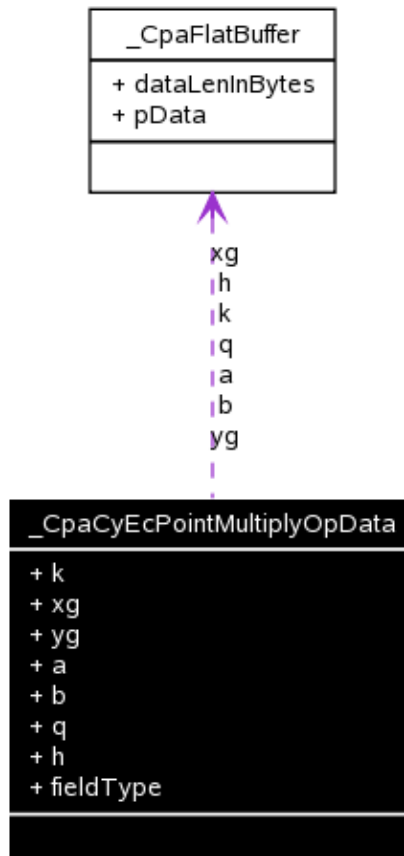 _CpaFlatBuffer
+ dataLenInBytes
+ pData
xg
h
k
q
a
b
yg
_CpaCyEcPointMultiplyOpData
+ k
+ xg
+ yg
+ a
+ b
+ q
+ h
+ fieldType